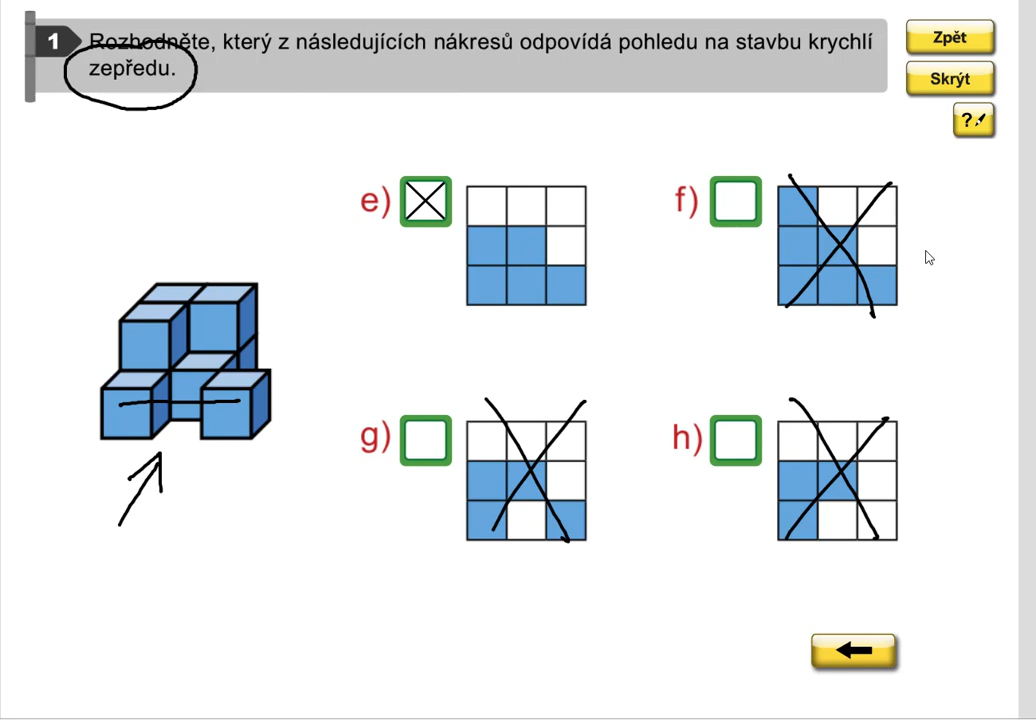 1 Rozhodněte, který z následujících nákresů odpovídá pohledu na stavbu krychlí
zepředu.
Zpět
Skrýt
?
e)
f)
g)
h)